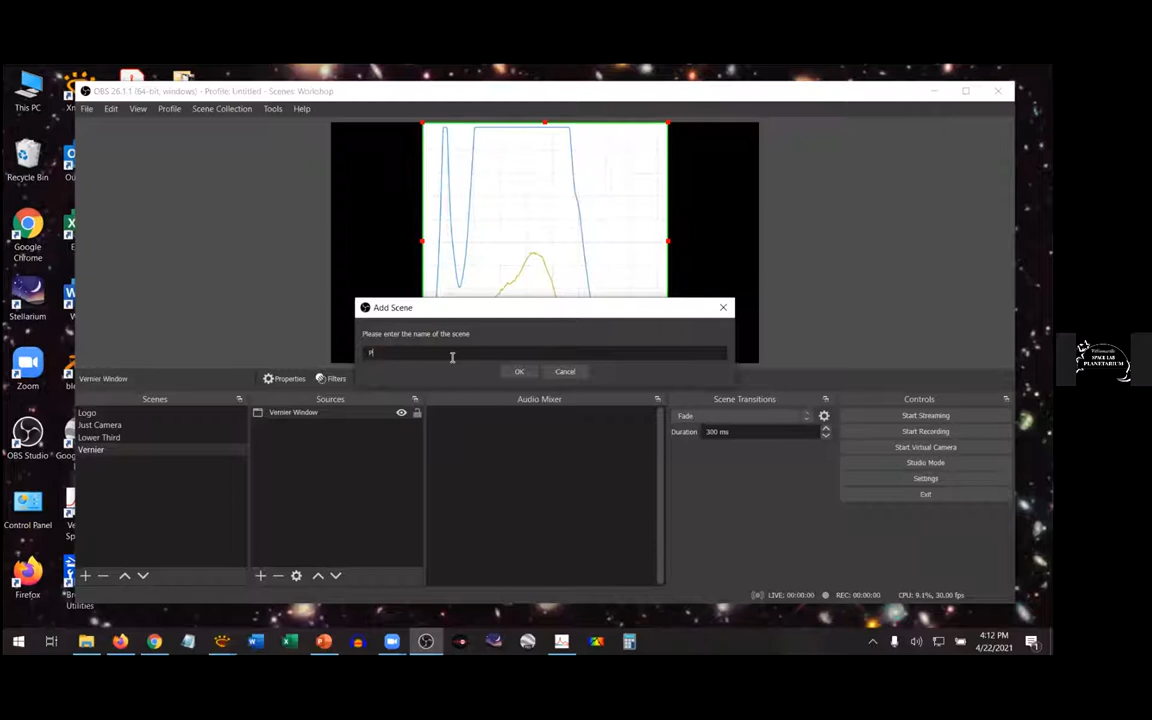 This PC
OBS 26.1.1 (64-bit, windows) - Profile: Untitled - Scenes: Workshop
File Edit View Profile Scene Collection Tools Help
Recycle Bin
Google
Chrome
Stellarium
Add Scene
Please enter the name of the scene
P
OK Cancel
SPACE LAB
PLANETARIUM
Zoom
Vernier Window Properties Filters
Scenes Sources Audio Mixer Scene Transitions Controls
Logo
Just Camera
Lower Third
Vernier
Vernier Window
Fade
Duration 300 ms
Start Streaming
Start Recording
Start Virtual Camera
Studio Mode
Settings
Exit
OBS Studio
Control Panel
Firefox
Utilities
LIVE: 00:00:00 REC: 00:00:00 CPU: 9.1%, 30.00 fps
4:12 PM
4/22/2021